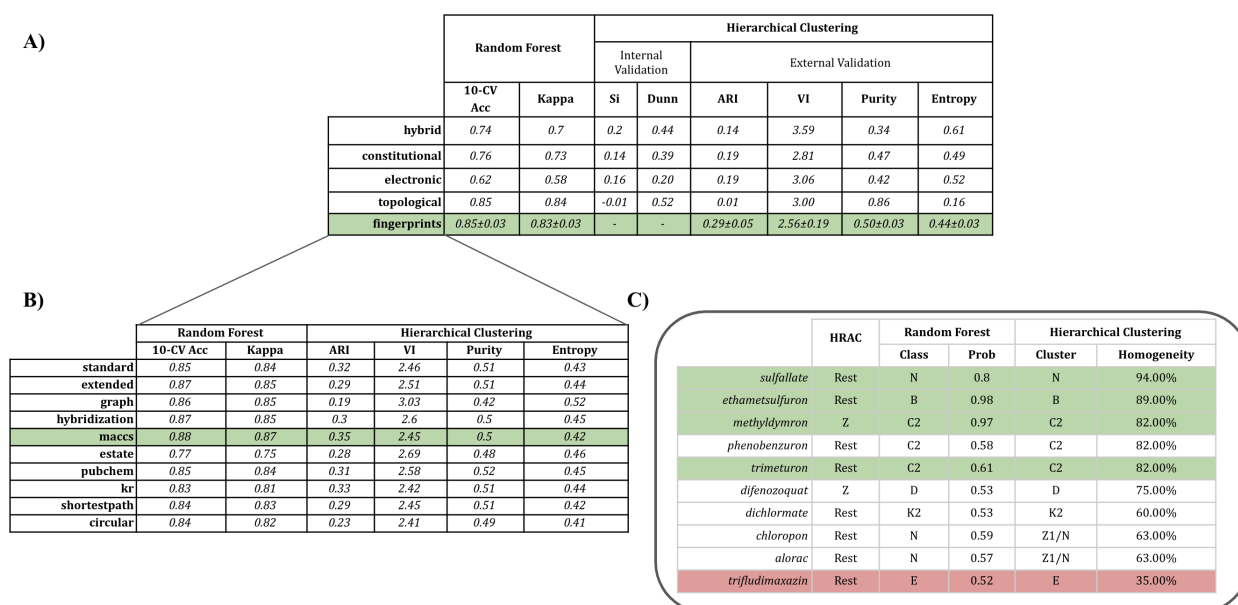 A)
Random Forest Hierarchical Clustering
Internal Validation External Validation
10-CV Acc Kappa Si Dunn ARI VI Purity Entropy
hybrid 0.74 0.7 0.2 0.44 0.14 3.59 0.34 0.61
constitutional 0.76 0.73 0.14 0.39 0.19 2.81 0.47 0.49
electronic 0.62 0.58 0.16 0.20 0.19 3.06 0.42 0.52
topological 0.85 0.84 -0.01 0.52 0.01 3.00 0.86 0.16
fingerprints 0.85±0.03 0.83±0.03 - - 0.29±0.05 2.56±0.19 0.50±0.03 0.44±0.03
B)
Random Forest Hierarchical Clustering
10-CV Acc Kappa ARI VI Purity Entropy
standard 0.85 0.84 0.32 2.46 0.51 0.43
extended 0.87 0.85 0.29 2.51 0.51 0.44
graph 0.86 0.85 0.19 3.03 0.42 0.52
hybridization 0.87 0.85 0.3 2.6 0.5 0.45
maccs 0.88 0.87 0.35 2.45 0.5 0.42
estate 0.77 0.75 0.28 2.69 0.48 0.46
pubchem 0.85 0.84 0.31 2.58 0.52 0.45
kr 0.83 0.81 0.33 2.42 0.51 0.44
shortestpath 0.84 0.83 0.29 2.45 0.51 0.42
circular 0.84 0.82 0.23 2.41 0.49 0.41
C)
HRAC Random Forest Hierarchical Clustering
Class Prob Cluster Homogeneity
sulfallate Rest N 0.8 N 94.00%
ethametsulfuron Rest B 0.98 B 89.00%
methyldymron Z C2 0.97 C2 82.00%
phenobenzuron Rest C2 0.58 C2 82.00%
trimeturon Rest C2 0.61 C2 82.00%
difenozoquat Z D 0.53 D 75.00%
dichlormate Rest K2 0.53 K2 60.00%
chloropon Rest N 0.59 Z1/N 63.00%
alorac Rest N 0.57 Z1/N 63.00%
trifludimaxazin Rest E 0.52 E 35.00%